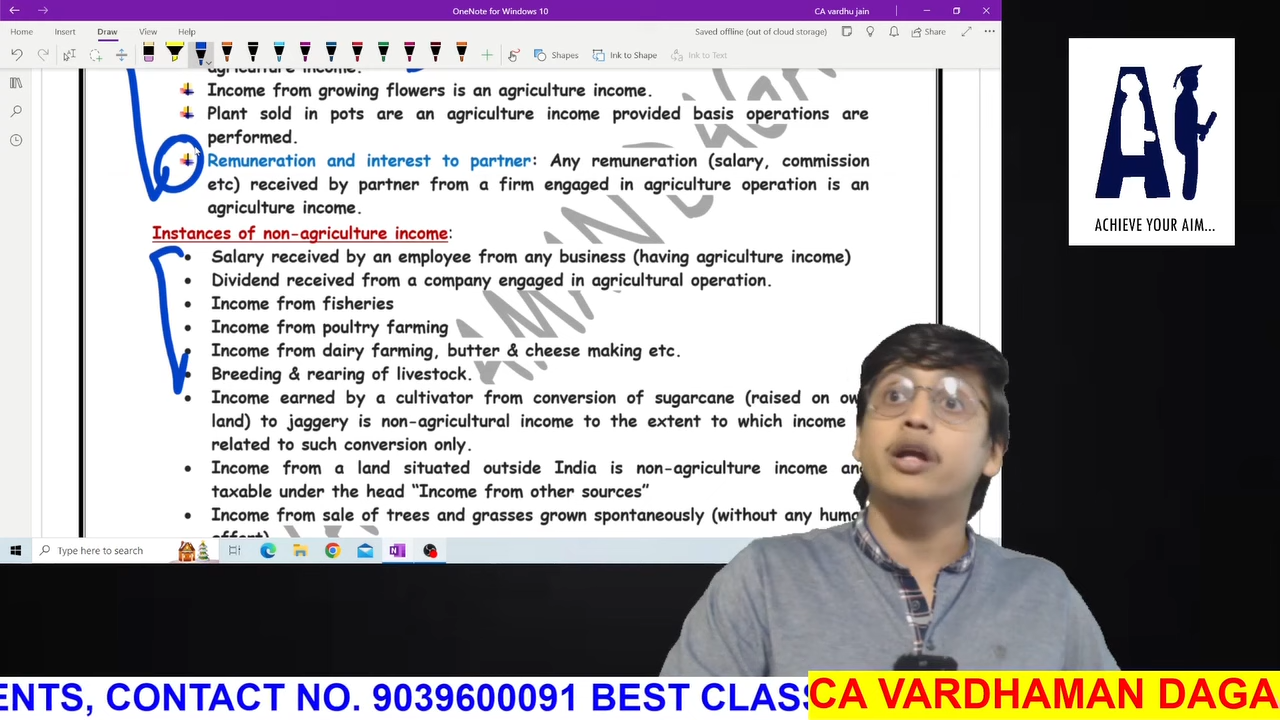 OneNote for Windows 10
CA vardhu jain
Home Insert Draw View Help
Saved offline (out of cloud storage)
Share
Shapes
Ink to Shape
Ink to Text
agriculture income.
Income from growing flowers is an agriculture income.
Plant sold in pots are an agriculture income provided basis operations are
performed.
Remuneration and interest to partner: Any remuneration (salary, commission
etc) received by partner from a firm engaged in agriculture operation is an
agriculture income.
Instances of non-agriculture income:
• Salary received by an employee from any business (having agriculture income)
• Dividend received from a company engaged in agricultural operation.
• Income from fisheries
• Income from poultry farming
• Income from dairy farming, butter & cheese making etc.
• Breeding & rearing of livestock.
• Income earned by a cultivator from conversion of sugarcane (raised on
land) to jaggery is non-agricultural income to the extent to which income
related to such conversion only.
• Income from a land situated outside India is non-agriculture income
taxable under the head “Income from other sources”
• Income from sale of trees and grasses grown spontaneously (without any
Type here to search
AI
ACHIEVE YOUR AIM...
ENTS, CONTACT NO. 9039600091 BEST CLASS
CA VARDHAMAN DAGA